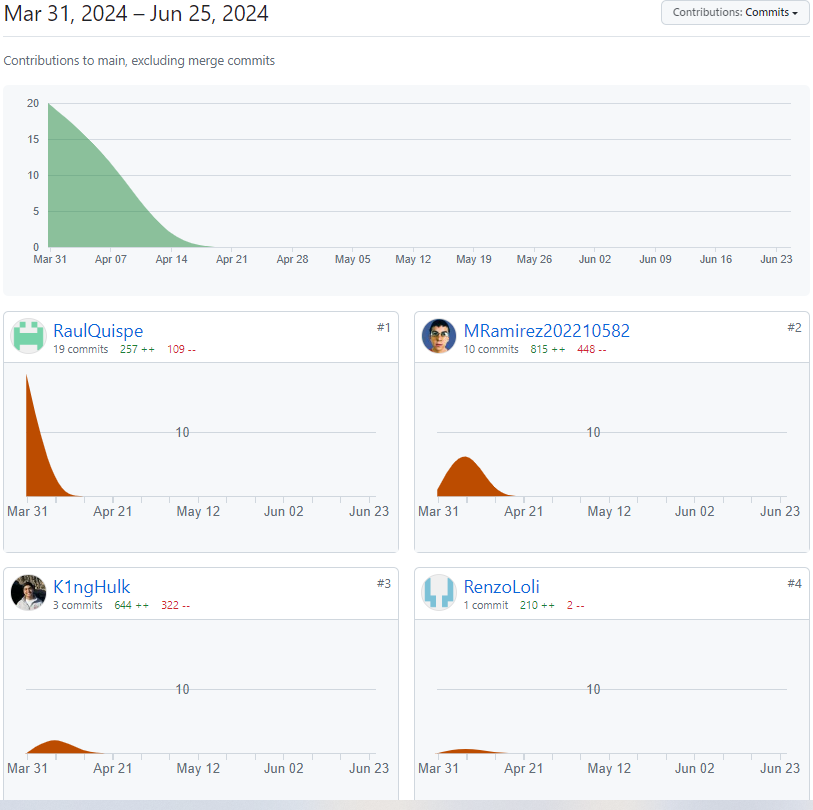 Mar 31, 2024 – Jun 25, 2024
Contributions: Commits
Contributions to main, excluding merge commits
20
15
10
5
0
Mar 31 Apr 07 Apr 14 Apr 21 Apr 28 May 05 May 12 May 19 May 26 Jun 02 Jun 09 Jun 16 Jun 23
RaulQuispe #1
19 commits 257 ++ 109 --
10
Mar 31 Apr 21 May 12 Jun 02 Jun 23
MRamirez202210582 #2
10 commits 815 ++ 448 --
10
Mar 31 Apr 21 May 12 Jun 02 Jun 23
K1ngHulk #3
3 commits 644 ++ 322 --
10
Mar 31 Apr 21 May 12 Jun 02 Jun 23
RenzoLoli #4
1 commit 210 ++ 2 --
10
Mar 31 Apr 21 May 12 Jun 02 Jun 23